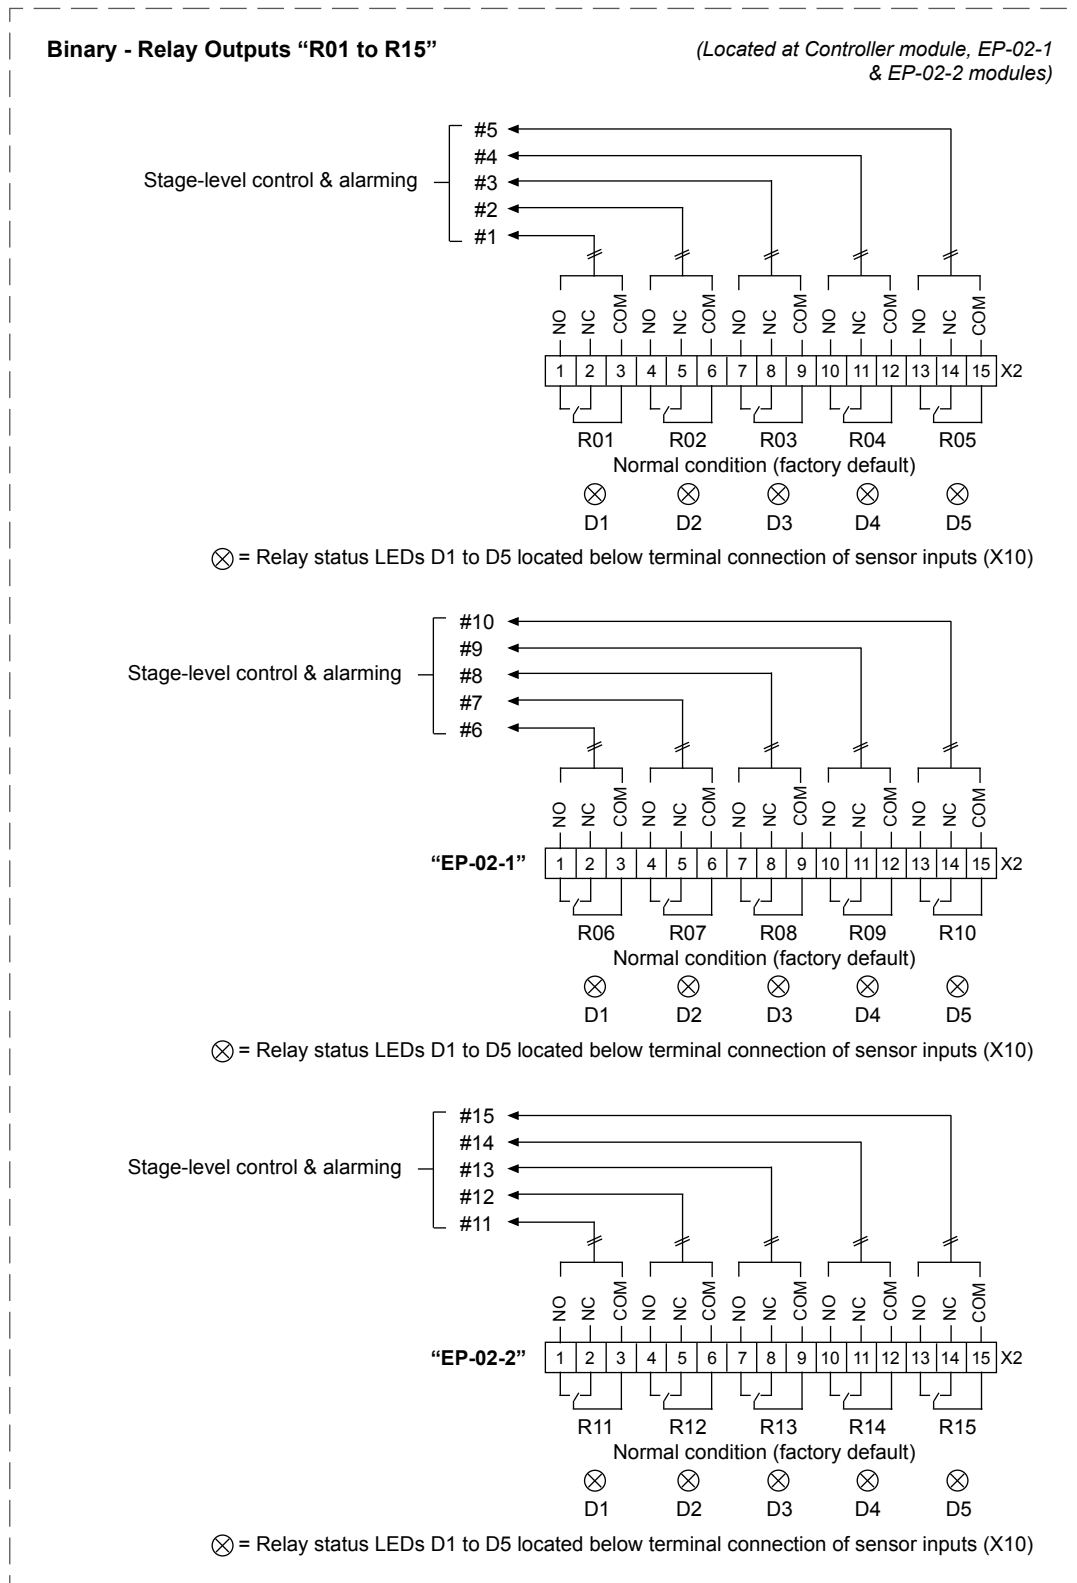 Binary - Relay Outputs “R01 to R15”
(Located at Controller module, EP-02-1
& EP-02-2 modules)
#5
#4
Stage-level control & alarming
#3
#2
#1
NO NC COM NO NC COM NO NC COM NO NC COM NO NC COM
1 2 3 4 5 6 7 8 9 10 11 12 13 14 15 X2
R01 R02 R03 R04 R05
Normal condition (factory default)
D1 D2 D3 D4 D5
= Relay status LEDs D1 to D5 located below terminal connection of sensor inputs (X10)
#10
#9
Stage-level control & alarming
#8
#7
#6
NO NC COM NO NC COM NO NC COM NO NC COM NO NC COM
“EP-02-1” 1 2 3 4 5 6 7 8 9 10 11 12 13 14 15 X2
R06 R07 R08 R09 R10
Normal condition (factory default)
D1 D2 D3 D4 D5
= Relay status LEDs D1 to D5 located below terminal connection of sensor inputs (X10)
#15
#14
Stage-level control & alarming
#13
#12
#11
NO NC COM NO NC COM NO NC COM NO NC COM NO NC COM
“EP-02-2” 1 2 3 4 5 6 7 8 9 10 11 12 13 14 15 X2
R11 R12 R13 R14 R15
Normal condition (factory default)
D1 D2 D3 D4 D5
= Relay status LEDs D1 to D5 located below terminal connection of sensor inputs (X10)